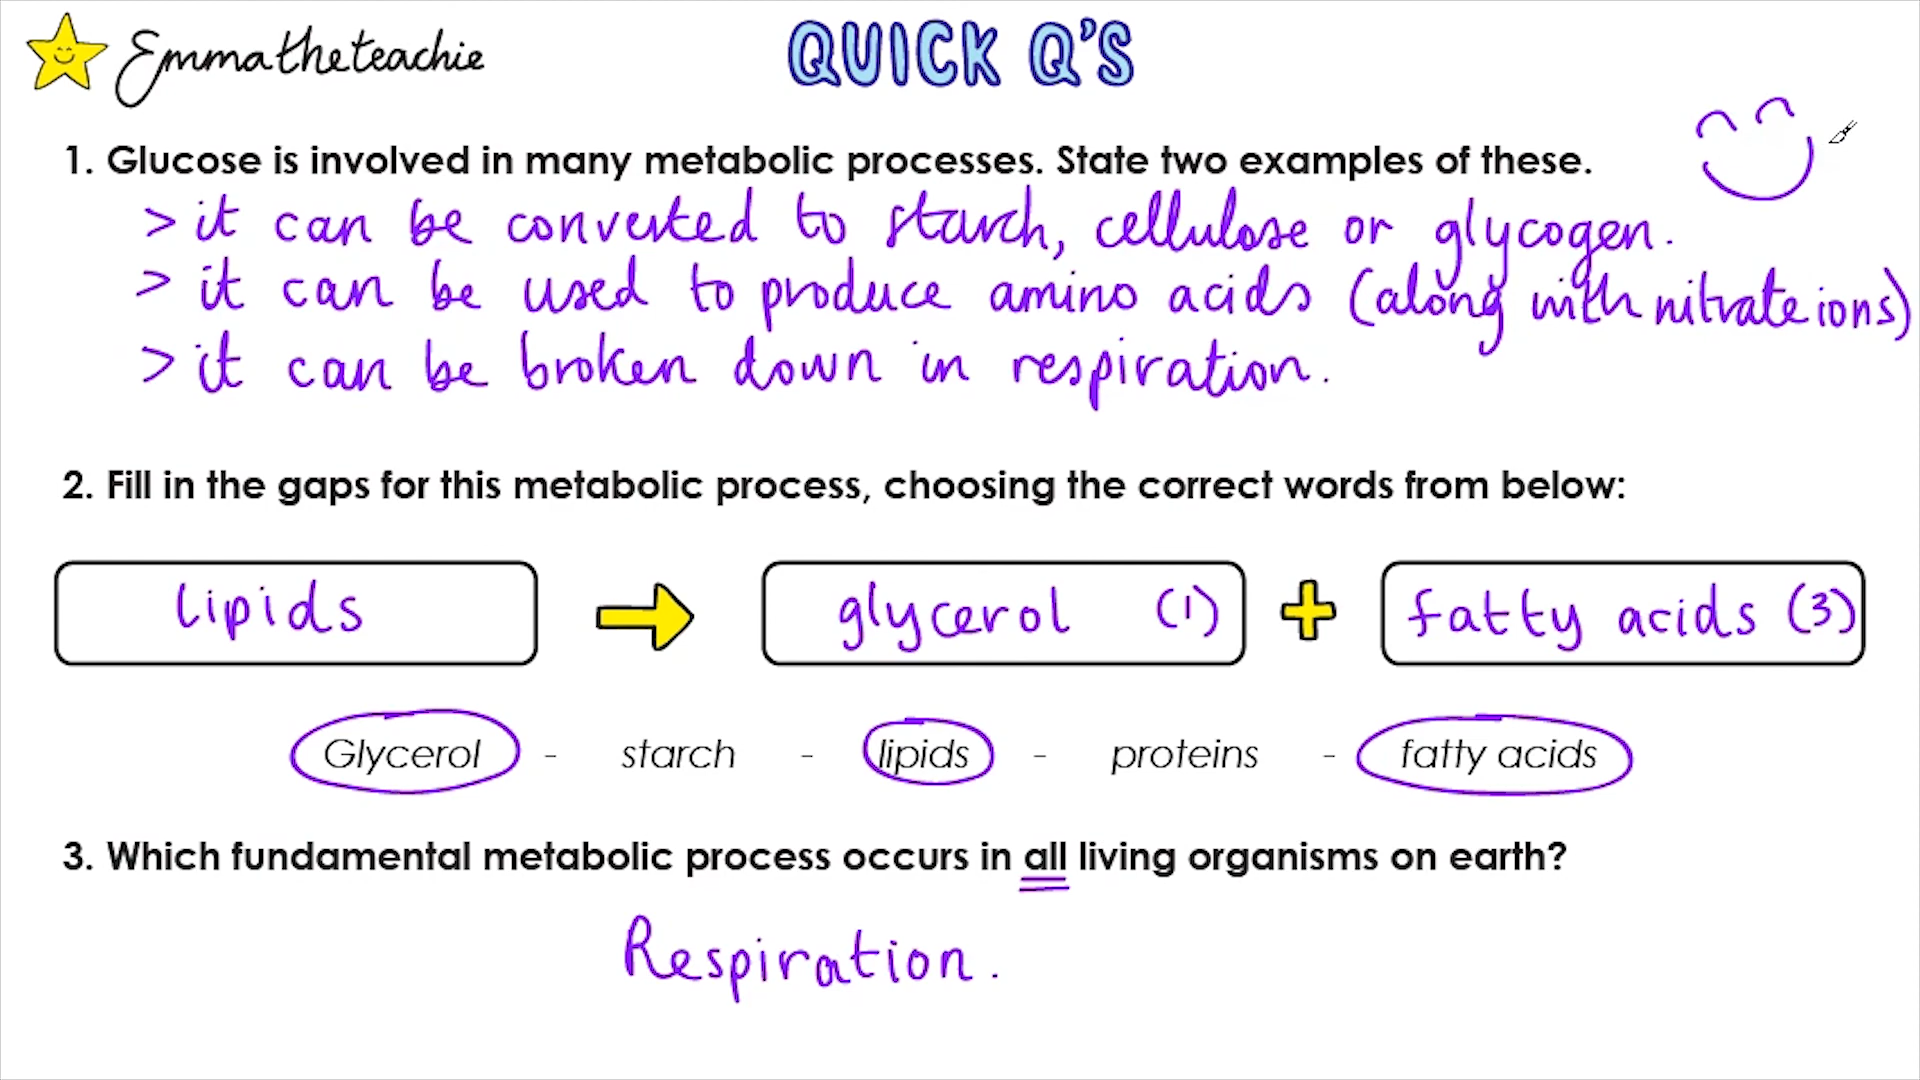 Emmatheteachie
QUICK Q'S
1. Glucose is involved in many metabolic processes. State two examples of these.
> it can be converted to starch, cellulose or glycogen.
> it can be used to produce amino acids (along with nitrate ions)
> it can be broken down in respiration.
2. Fill in the gaps for this metabolic process, choosing the correct words from below:
lipids glycerol (1) + fatty acids (3)
Glycerol - starch - lipids - proteins - fatty acids
3. Which fundamental metabolic process occurs in all living organisms on earth?
Respiration.